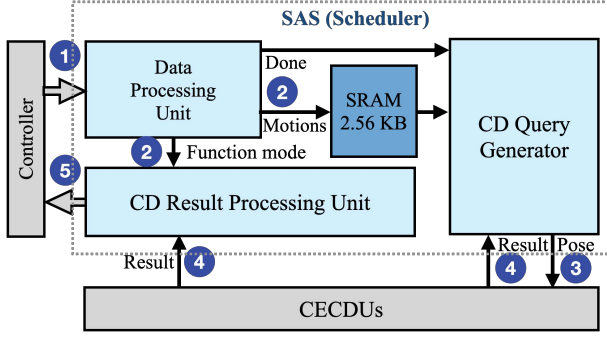 SAS (Scheduler)
1
Controller
Data
Processing
Unit
Done
2
Motions
SRAM
2.56 KB
CD Query
Generator
2
Function mode
5
CD Result Processing Unit
Result
4
Result
4
Pose
3
CECDUs